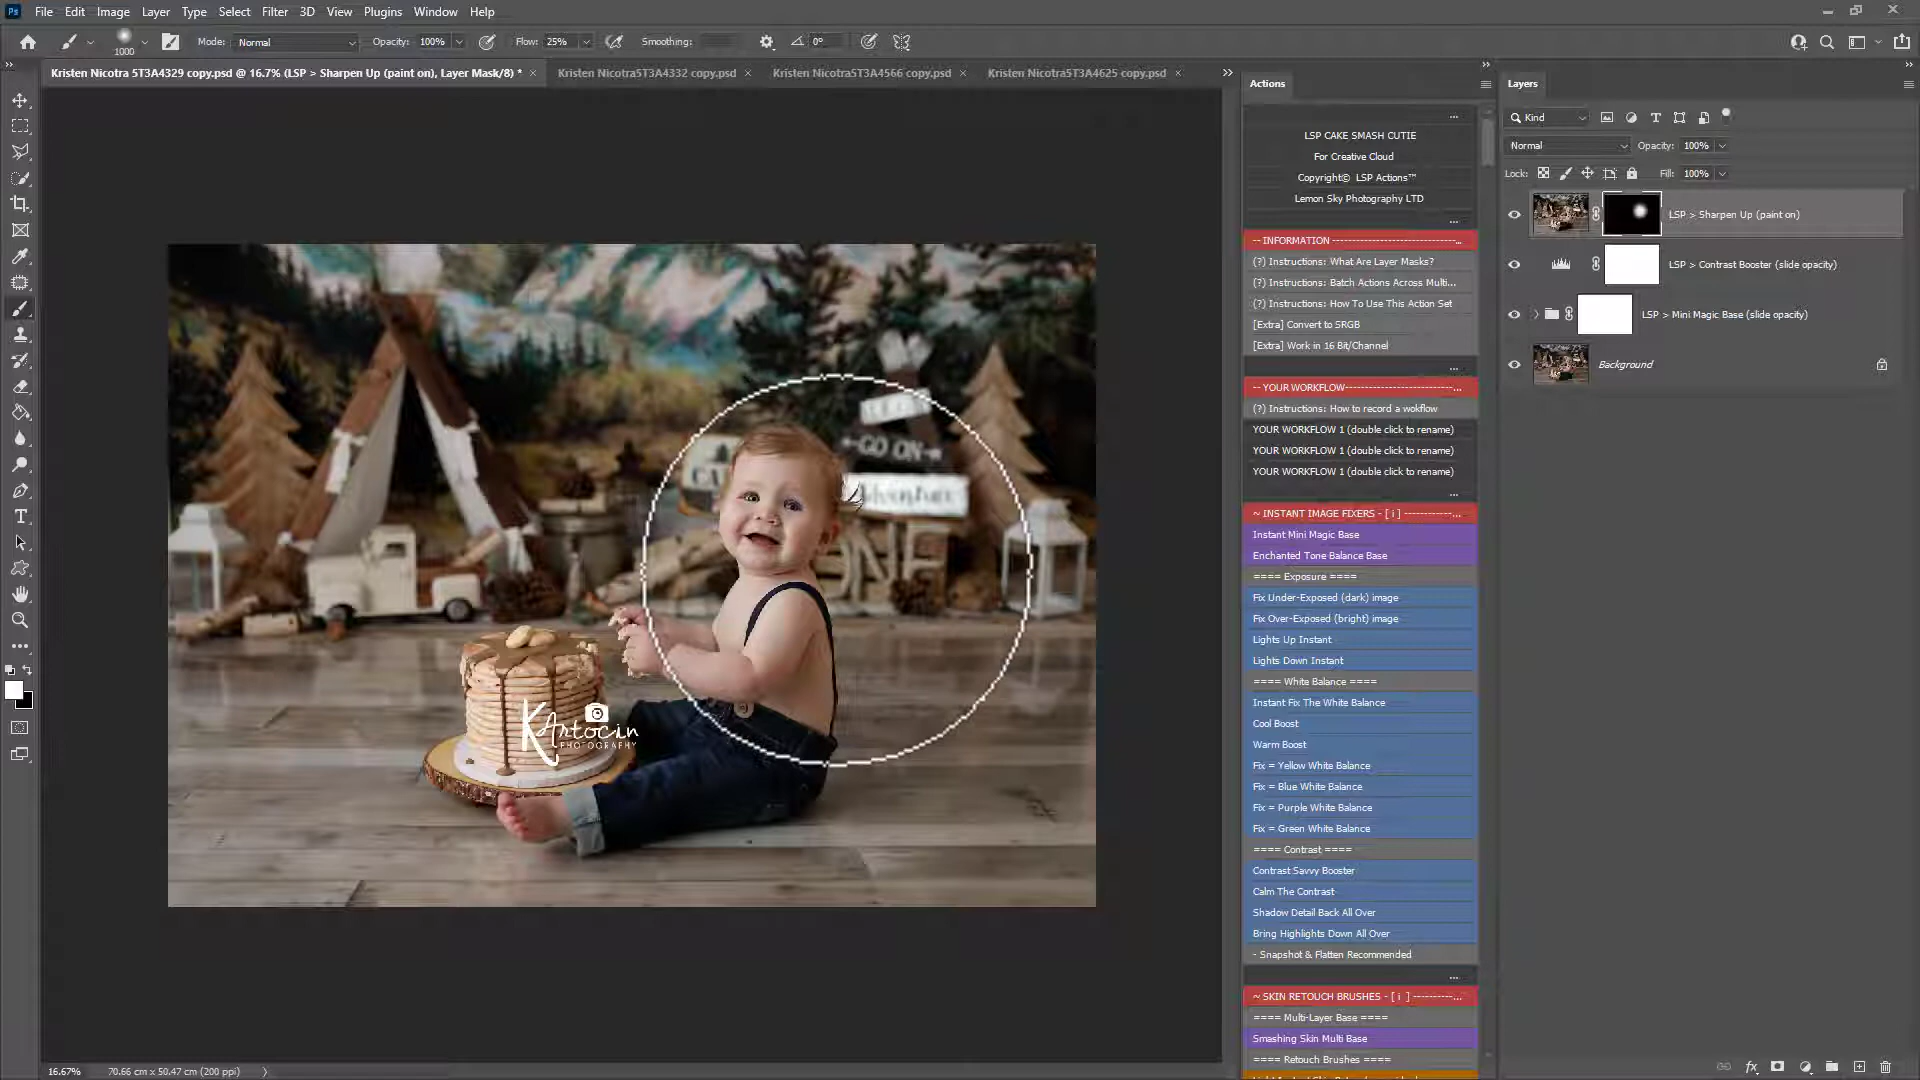 Ps File Edit Image Layer Type Select Filter 3D View Plugins Window Help
1000 Mode: Normal Opacity: 100% Flow: 25% Smoothing: 0°
Kristen Nicotra 5T3A4329 copy.psd @ 16.7% (LSP > Sharpen Up (paint on), Layer Mask/8) *
Kristen Nicotra5T3A4332 copy.psd
Kristen Nicotra5T3A4566 copy.psd
Kristen Nicotra5T3A4625 copy.psd
GO ON
Adventure
ONE
KArtocin
PHOTOGRAPHY
16.67% 70.66 cm x 50.47 cm (200 ppi)
Actions
...
LSP CAKE SMASH CUTIE
For Creative Cloud
Copyright© LSP Actions™
Lemon Sky Photography LTD
...
-- INFORMATION --------------------------...
(?) Instructions: What Are Layer Masks?
(?) Instructions: Batch Actions Across Multi...
(?) Instructions: How To Use This Action Set
[Extra] Convert to SRGB
[Extra] Work in 16 Bit/Channel
...
-- YOUR WORKFLOW-----------------------...
(?) Instructions: How to record a wokflow
YOUR WORKFLOW 1 (double click to rename)
YOUR WORKFLOW 1 (double click to rename)
YOUR WORKFLOW 1 (double click to rename)
...
~ INSTANT IMAGE FIXERS - [ i ] ------------...
Instant Mini Magic Base
Enchanted Tone Balance Base
==== Exposure ====
Fix Under-Exposed (dark) image
Fix Over-Exposed (bright) image
Lights Up Instant
Lights Down Instant
==== White Balance ====
Instant Fix The White Balance
Cool Boost
Warm Boost
Fix = Yellow White Balance
Fix = Blue White Balance
Fix = Purple White Balance
Fix = Green White Balance
==== Contrast ====
Contrast Savvy Booster
Calm The Contrast
Shadow Detail Back All Over
Bring Highlights Down All Over
- Snapshot & Flatten Recommended
...
~ SKIN RETOUCH BRUSHES - [ i ] ----------...
==== Multi-Layer Base ====
Smashing Skin Multi Base
==== Retouch Brushes ====
Layers
Kind
Normal Opacity: 100%
Lock: Fill: 100%
LSP > Sharpen Up (paint on)
LSP > Contrast Booster (slide opacity)
LSP > Mini Magic Base (slide opacity)
Background
fx